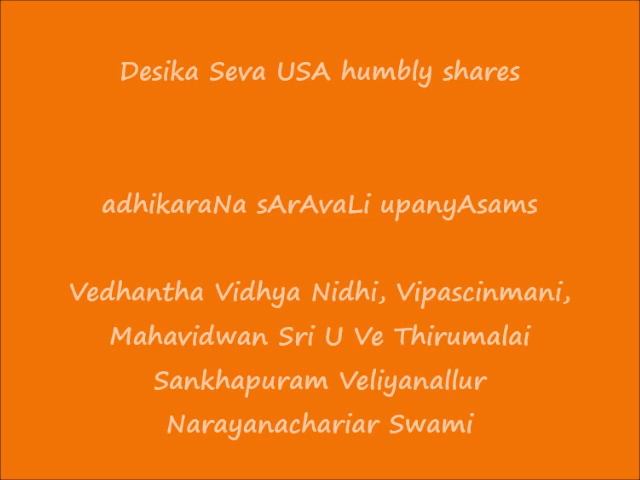 Desika Seva USA humbly shares
adhikaraNa sArAvaLi upanyAsams
Vedhantha Vidhya Nidhi, Vipascinmani,
Mahavidwan Sri U Ve Thirumalai
Sankhapuram Veliyanallur
Narayanachariar Swami